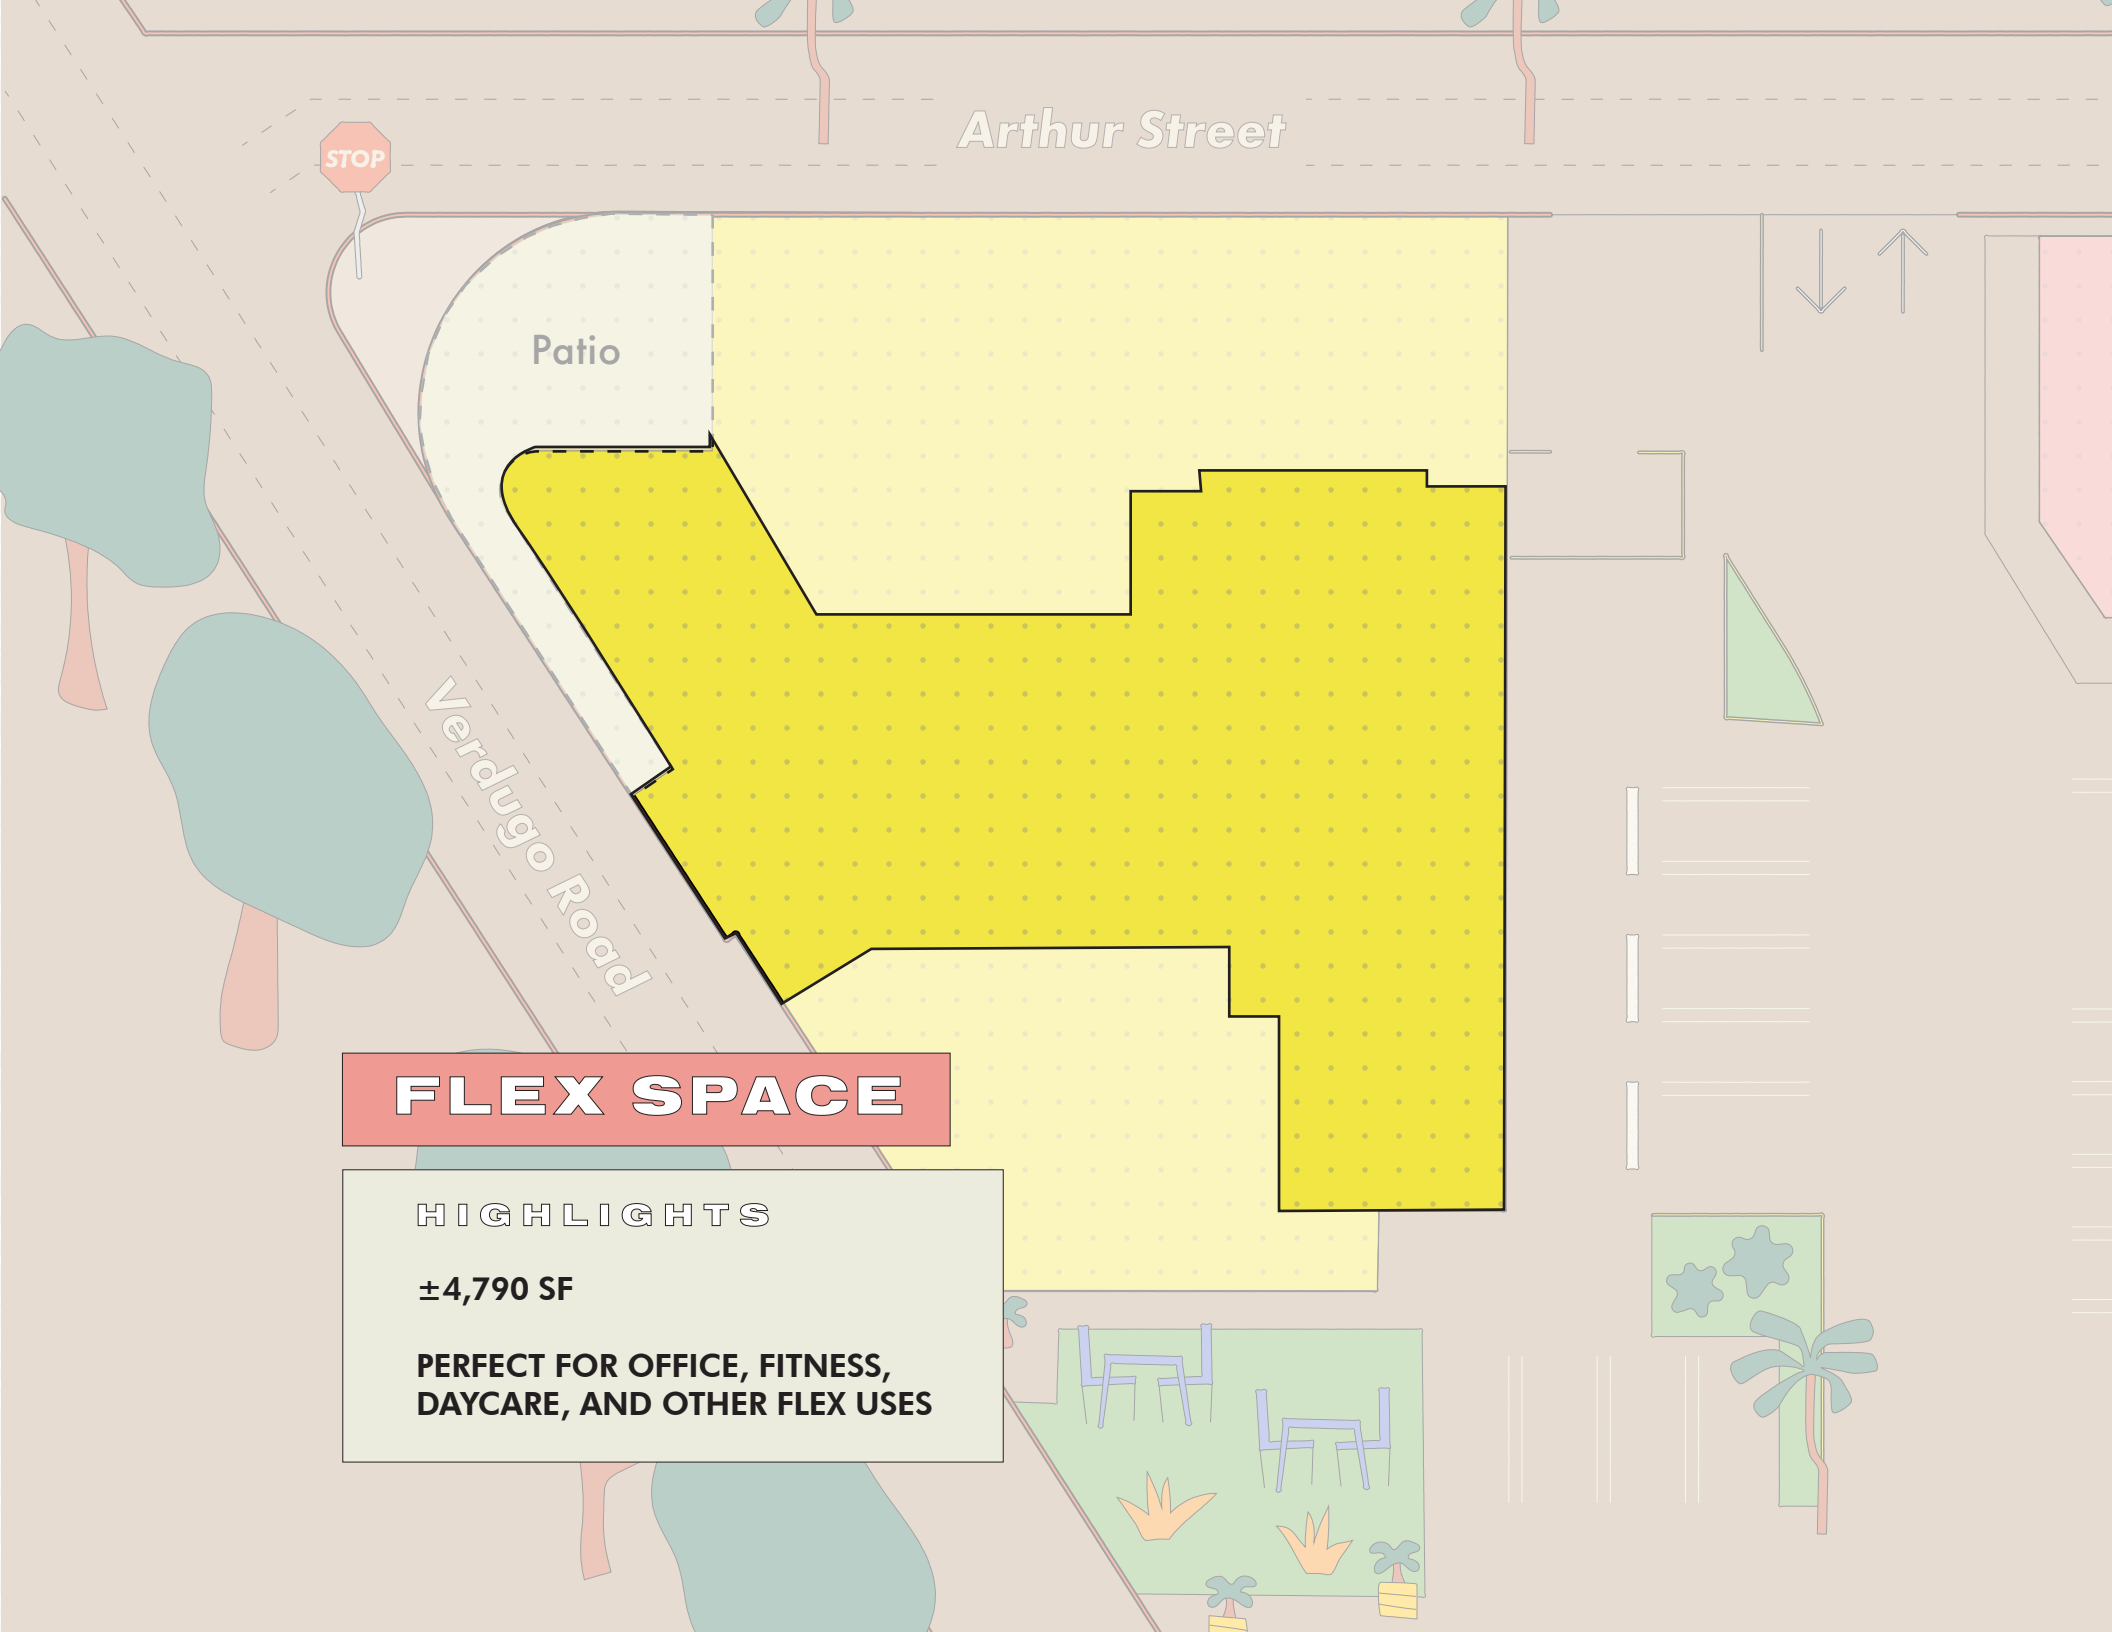 Arthur Street
STOP
Patio
Verdugo Road
FLEX SPACE
HIGHLIGHTS
±4,790 SF
PERFECT FOR OFFICE, FITNESS,
DAYCARE, AND OTHER FLEX USES